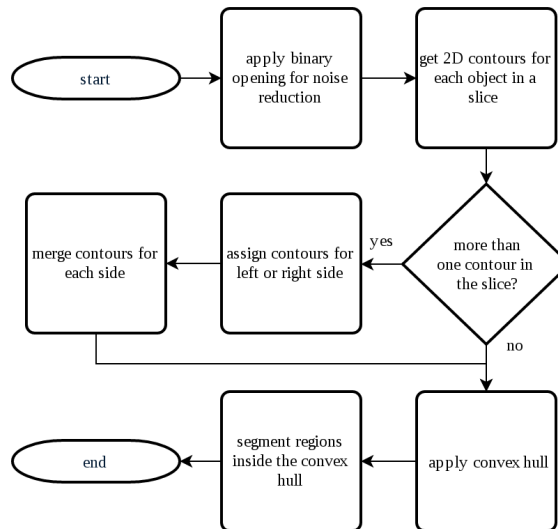 start
apply binary
opening for noise
reduction
get 2D contours for
each object in a
slice
merge contours for
each side
assign contours for
left or right side
yes
more than
one contour in
the slice?
no
end
segment regions
inside the convex
hull
apply convex hull